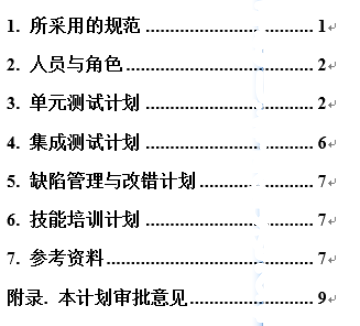 1. 所采用的规范 ............................ 1
2. 人员与角色 ............................... 2
3. 单元测试计划 ............................ 2
4. 集成测试计划 ............................ 6
5. 缺陷管理与改错计划 ................... 7
6. 技能培训计划 ............................ 7
7. 参考资料 .................................. 7
附录. 本计划审批意见 ..................... 9